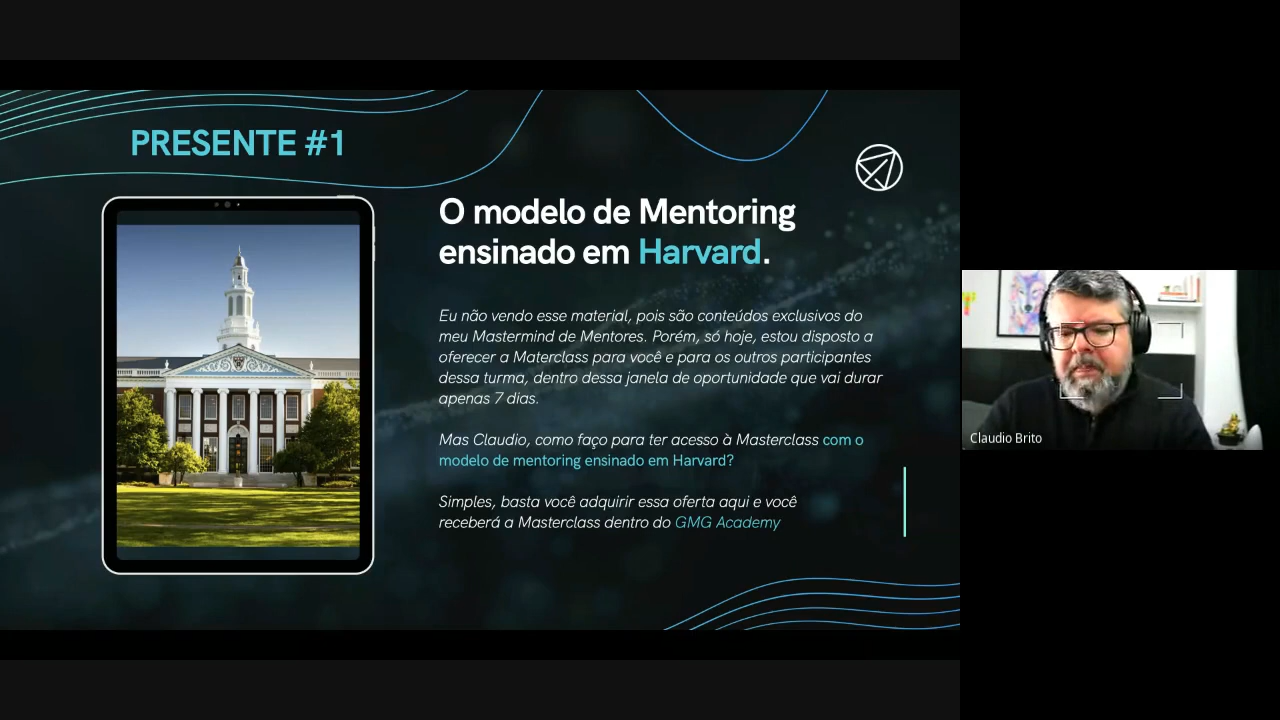 PRESENTE #1
O modelo de Mentoring
ensinado em Harvard.
Eu não vendo esse material, pois são conteúdos exclusivos do
meu Mastermind de Mentores. Porém, só hoje, estou disposto a
oferecer a Materclass para você e para os outros participantes
dessa turma, dentro dessa janela de oportunidade que vai durar
apenas 7 dias.
Mas Claudio, como faço para ter acesso à Masterclass com o
modelo de mentoring ensinado em Harvard?
Simples, basta você adquirir essa oferta aqui e você
receberá a Masterclass dentro do GMG Academy
Claudio Brito